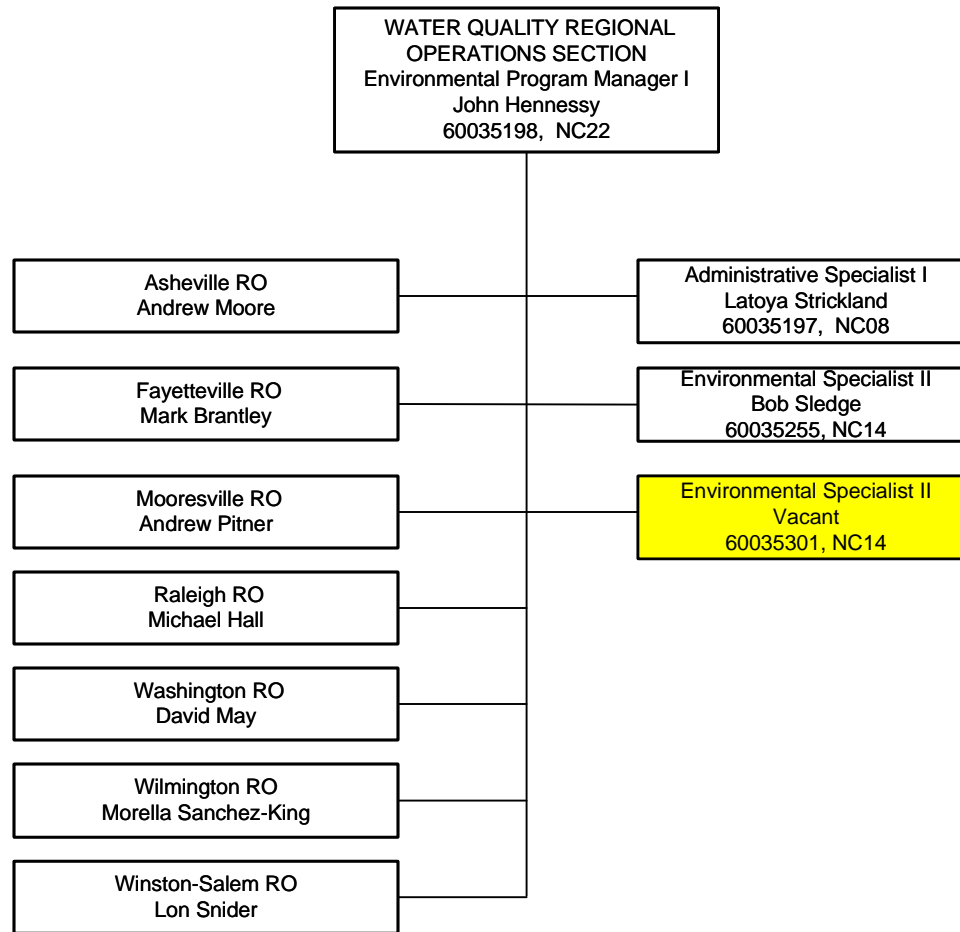 WATER QUALITY REGIONAL
OPERATIONS SECTION
Environmental Program Manager I
John Hennessy
60035198, NC22
Asheville RO
Andrew Moore
Administrative Specialist I
Latoya Strickland
60035197, NC08
Fayetteville RO
Mark Brantley
Environmental Specialist II
Bob Sledge
60035255, NC14
Mooresville RO
Andrew Pitner
Environmental Specialist II
Vacant
60035301, NC14
Raleigh RO
Michael Hall
Washington RO
David May
Wilmington RO
Morella Sanchez-King
Winston-Salem RO
Lon Snider